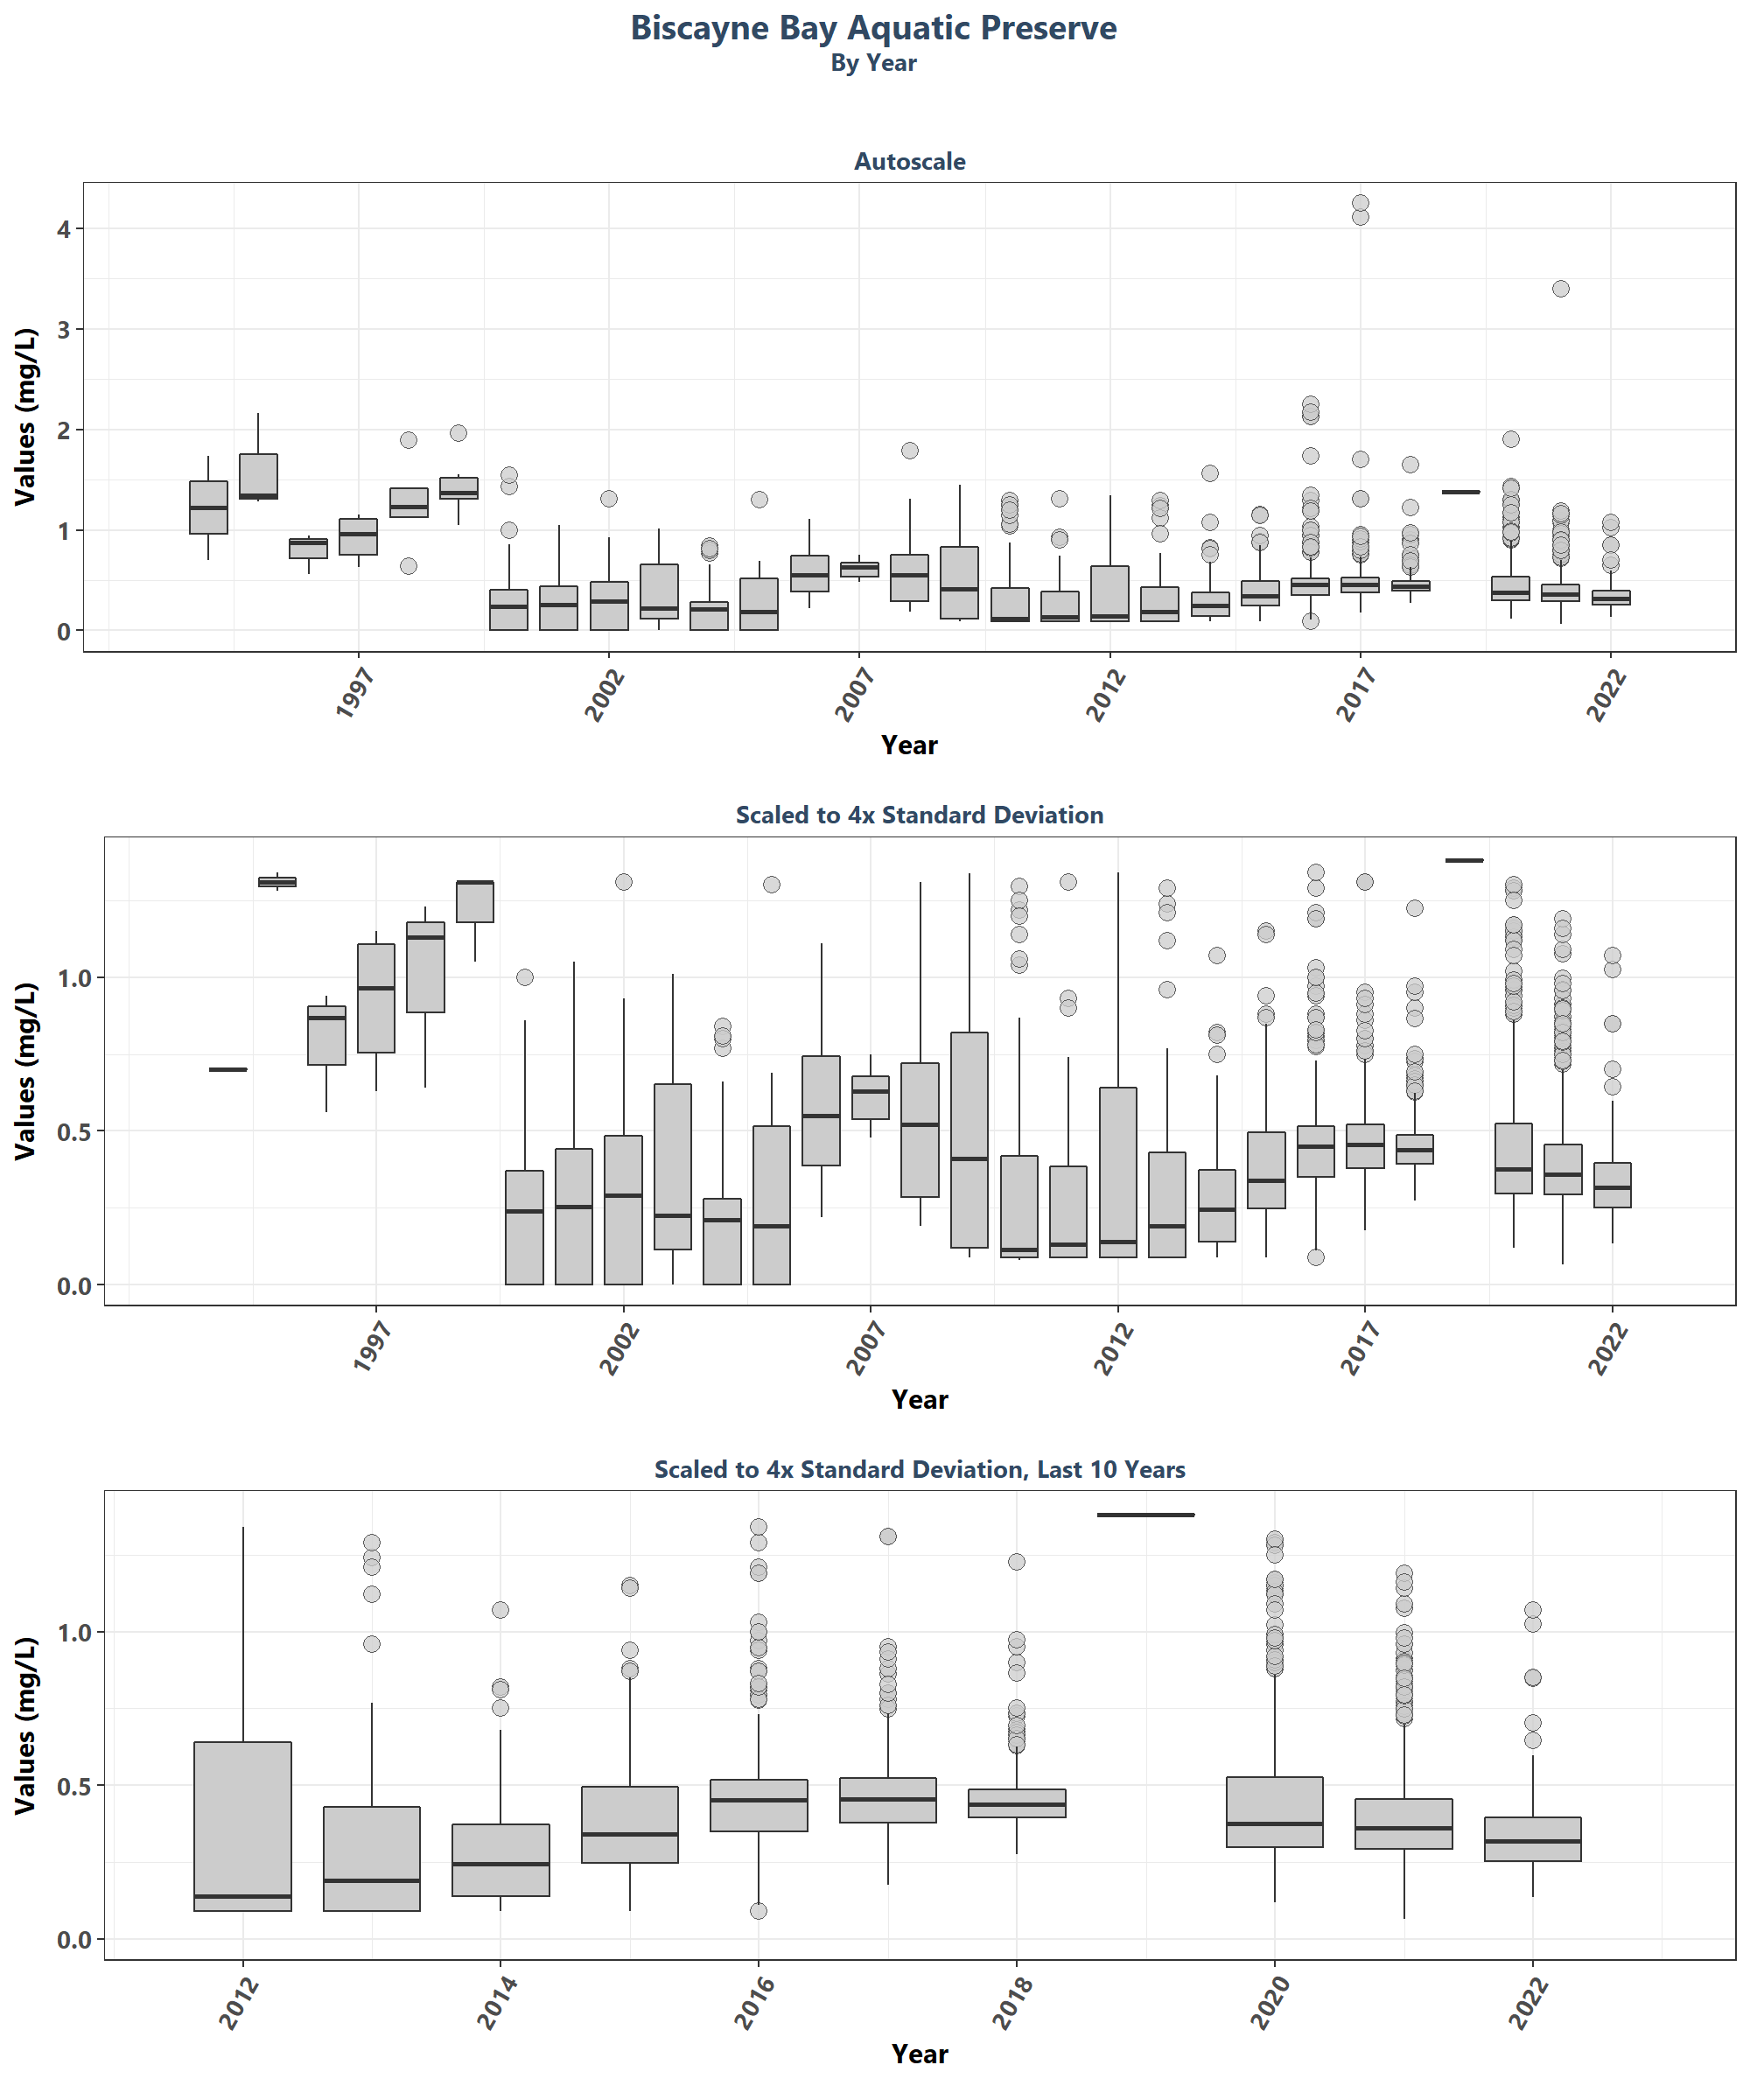 Biscayne Bay Aquatic Preserve
By Year
Autoscale
Values (mg/L)
4
3
2
1
0
1997
2002
2007
2012
2017
2022
Year
Scaled to 4x Standard Deviation
Values (mg/L)
1.0
0.5
0.0
1997
2002
2007
2012
2017
2022
Year
Scaled to 4x Standard Deviation, Last 10 Years
Values (mg/L)
1.0
0.5
0.0
2012
2014
2016
2018
2020
2022
Year